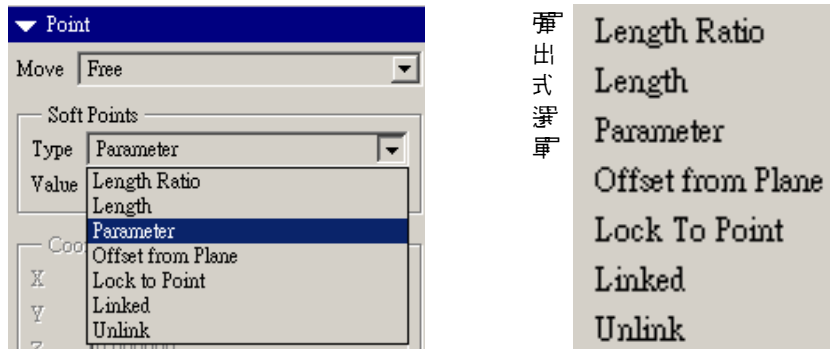 Point
Move Free
Soft Points
Type Parameter
Value
Length Ratio
Length
Parameter
Offset from Plane
Lock to Point
Linked
Unlink
X
Y
彈出式選單
Length Ratio
Length
Parameter
Offset from Plane
Lock To Point
Linked
Unlink